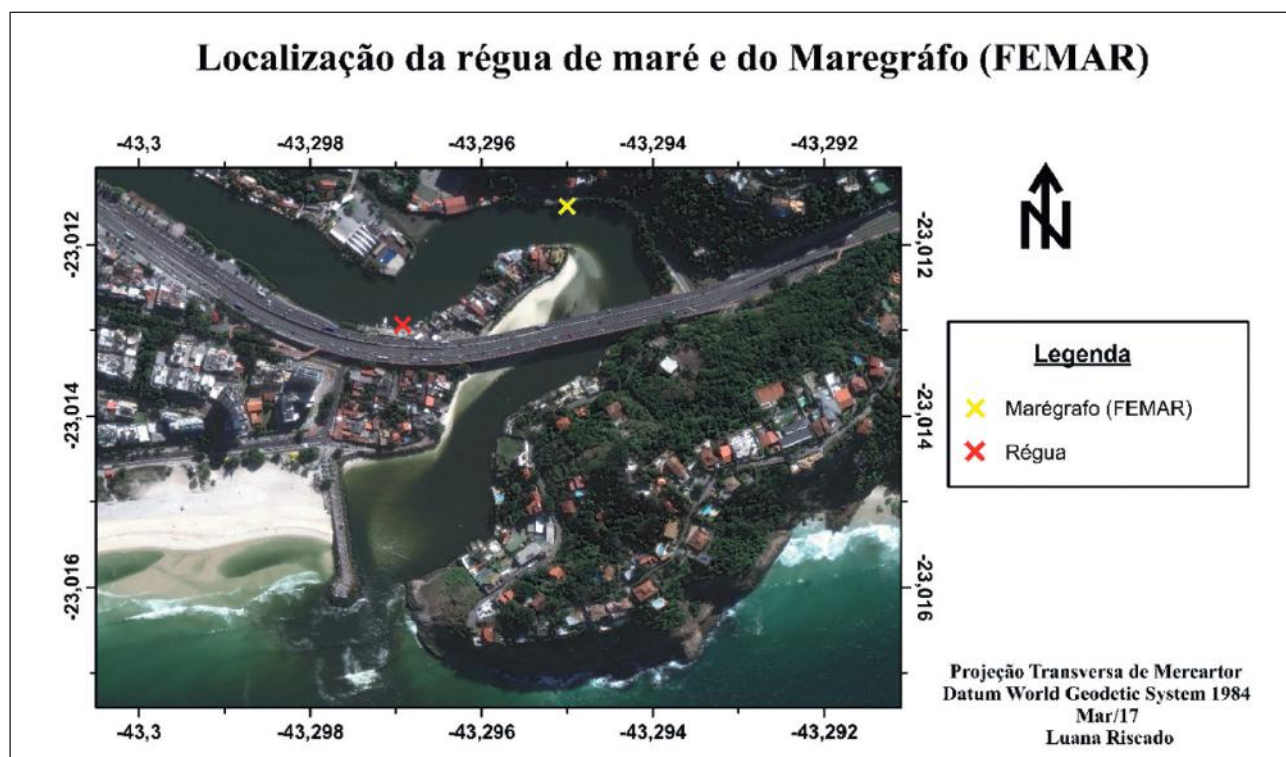 Localização da régua de maré e do Maregráfo (FEMAR)
-43,3 -43,298 -43,296 -43,294 -43,292
-23,012 -23,012
-23,014 -23,014
-23,016 -23,016
-43,3 -43,298 -43,296 -43,294 -43,292
N
Legenda
Marégrafo (FEMAR)
Régua
Projeção Transversa de Mercartor
Datum World Geodetic System 1984
Mar/17
Luana Riscado